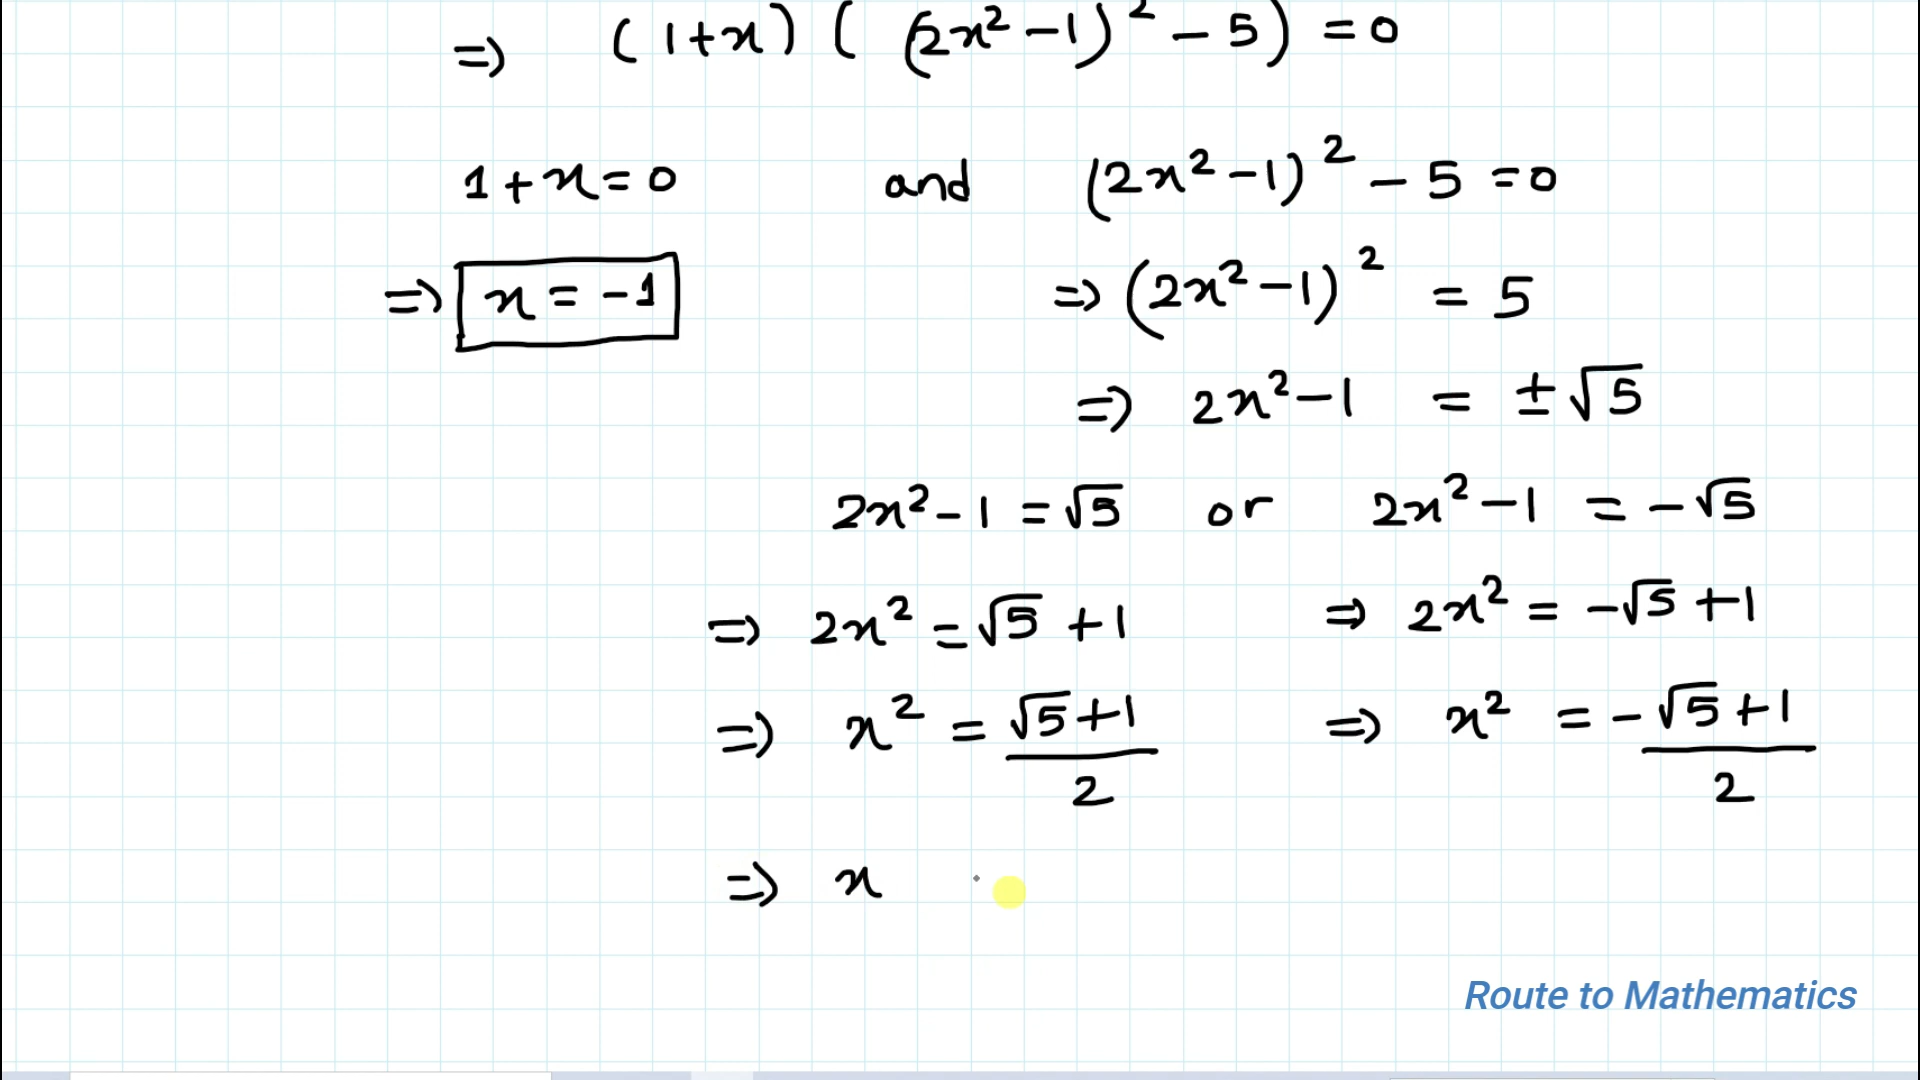 => (1+x) ( (2x²-1)² - 5) = 0
1+x=0 and (2x²-1)² - 5 = 0
=> x = -1 => (2x²-1)² = 5
=> 2x²-1 = ±√5
2x²-1 = √5 or 2x²-1 = -√5
=> 2x² = √5 + 1 => 2x² = -√5 + 1
=> x² = (√5+1)/2 => x² = -√5+1/2
=> x
Route to Mathematics